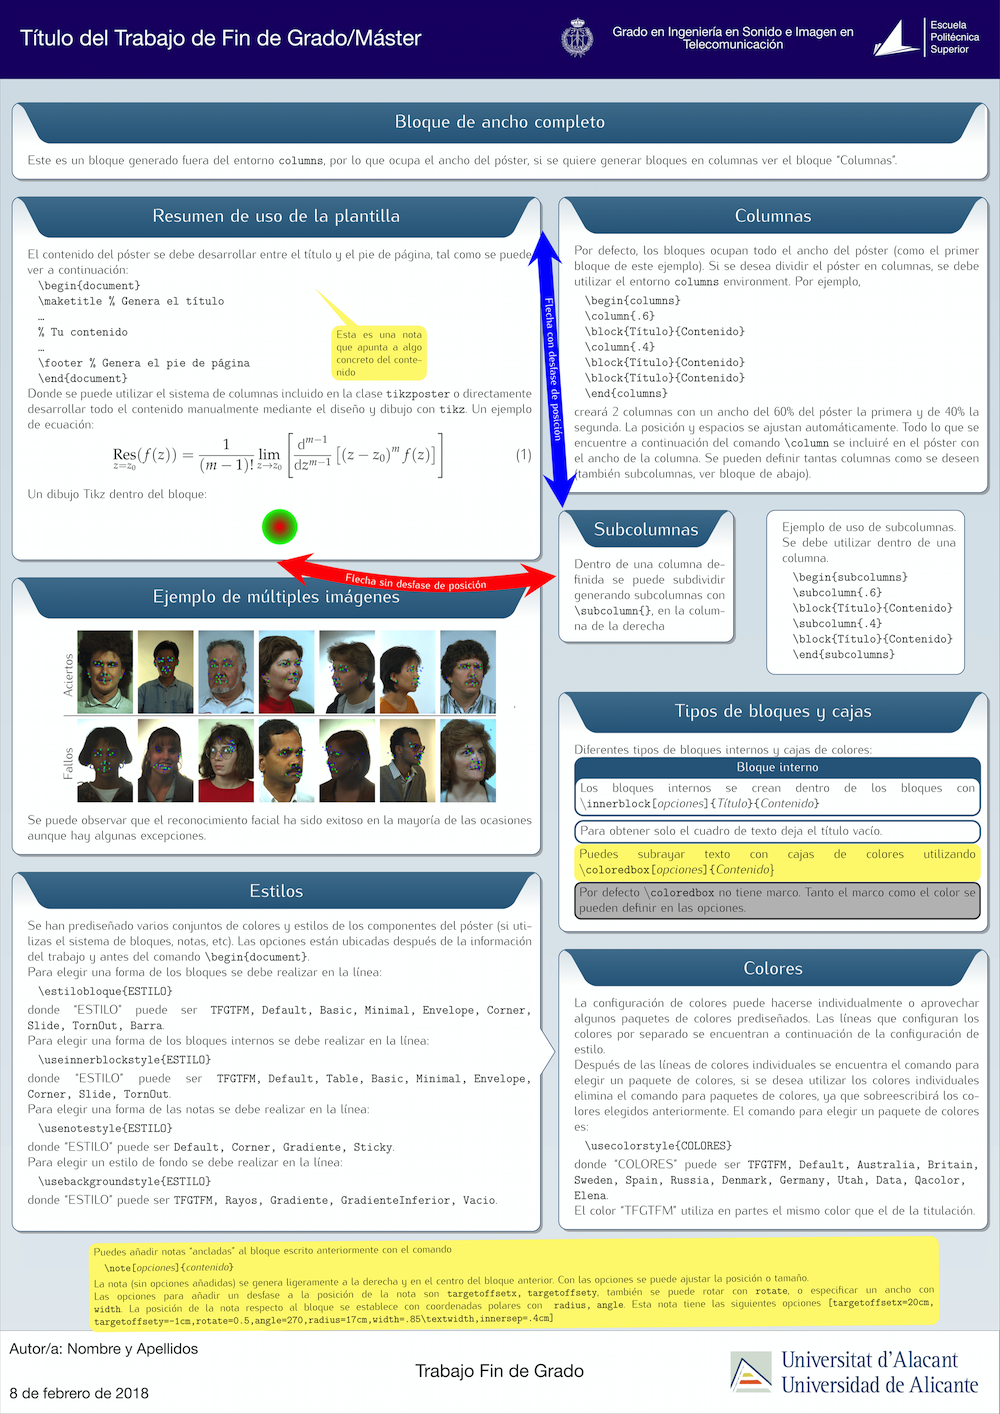 Título del Trabajo de Fin de Grado/Máster
Grado en Ingeniería en Sonido e Imagen en
Telecomunicación
Escuela
Politécnica
Superior
Bloque de ancho completo
Este es un bloque generado fuera del entorno columns, por lo que ocupa el ancho del póster, si se quiere generar bloques en columnas ver el bloque "Columnas".
Resumen de uso de la plantilla
El contenido del póster se debe desarrollar entre el título y el pie de página, tal como se puede
ver a continuación:
\begin{document}
\maketitle % Genera el título
…
% Tu contenido
…
\footer % Genera el pie de página
\end{document}
Esta es una nota
que apunta a algo
concreto del conte-
nido
Donde se puede utilizar el sistema de columnas incluido en la clase tikzposter o directamente
desarrollar todo el contenido manualmente mediante el diseño y dibujo con tikz. Un ejemplo
de ecuación:
Res_{z=z_0}(f(z)) = \frac{1}{(m − 1)!} \lim_{z→z_0} [ \frac{d^{m−1}}{dz^{m−1}} [(z − z_0)^m f(z)] ] (1)
Un dibujo Tikz dentro del bloque:
Flecha con desfase de posición
Flecha sin desfase de posición
Ejemplo de múltiples imágenes
Aciertos
Fallos
Se puede observar que el reconocimiento facial ha sido exitoso en la mayoría de las ocasiones
aunque hay algunas excepciones.
Estilos
Se han prediseñado varios conjuntos de colores y estilos de los componentes del póster (si uti-
lizas el sistema de bloques, notas, etc). Las opciones están ubicadas después de la información
del trabajo y antes del comando \begin{document}.
Para elegir una forma de los bloques se debe realizar en la línea:
\estilobloque{ESTILO}
donde "ESTILO" puede ser TFGTFM, Default, Basic, Minimal, Envelope, Corner,
Slide, TornOut, Barra.
Para elegir una forma de los bloques internos se debe realizar en la línea:
\useinnerblockstyle{ESTILO}
donde "ESTILO" puede ser TFGTFM, Default, Table, Basic, Minimal, Envelope,
Corner, Slide, TornOut.
Para elegir una forma de las notas se debe realizar en la línea:
\usenotestyle{ESTILO}
donde "ESTILO" puede ser Default, Corner, Gradiente, Sticky.
Para elegir un estilo de fondo se debe realizar en la línea:
\usebackgroundstyle{ESTILO}
donde "ESTILO" puede ser TFGTFM, Rayos, Gradiente, GradienteInferior, Vacio.
Columnas
Por defecto, los bloques ocupan todo el ancho del póster (como el primer
bloque de este ejemplo). Si se desea dividir el póster en columnas, se debe
utilizar el entorno columns environment. Por ejemplo,
\begin{columns}
\column{.6}
\block{Título}{Contenido}
\column{.4}
\block{Título}{Contenido}
\block{Título}{Contenido}
\end{columns}
creará 2 columnas con un ancho del 60% del póster la primera y de 40% la
segunda. La posición y espacios se ajustan automáticamente. Todo lo que se
encuentre a continuación del comando \column se incluiré en el póster con
el ancho de la columna. Se pueden definir tantas columnas como se deseen
(también subcolumnas, ver bloque de abajo).
Subcolumnas
Dentro de una columna de-
finida se puede subdividir
generando subcolumnas con
\subcolumn{}, en la colum-
na de la derecha
Ejemplo de uso de subcolumnas.
Se debe utilizar dentro de una
columna.
\begin{subcolumns}
\subcolumn{.6}
\block{Título}{Contenido}
\subcolumn{.4}
\block{Título}{Contenido}
\end{subcolumns}
Tipos de bloques y cajas
Diferentes tipos de bloques internos y cajas de colores:
Bloque interno
Los bloques internos se crean dentro de los bloques con
\innerblock[opciones]{Título}{Contenido}
Para obtener solo el cuadro de texto deja el título vacío.
Puedes subrayar texto con cajas de colores utilizando
\coloredbox[opciones]{Contenido}
Por defecto \coloredbox no tiene marco. Tanto el marco como el color se
pueden definir en las opciones.
Colores
La configuración de colores puede hacerse individualmente o aprovechar
algunos paquetes de colores prediseñados. Las líneas que configuran los
colores por separado se encuentran a continuación de la configuración de
estilo.
Después de las líneas de colores individuales se encuentra el comando para
elegir un paquete de colores, si se desea utilizar los colores individuales
elimina el comando para paquetes de colores, ya que sobreescribirá los co-
lores elegidos anteriormente. El comando para elegir un paquete de colores
es:
\usecolorstyle{COLORES}
donde "COLORES" puede ser TFGTFM, Default, Australia, Britain,
Sweden, Spain, Russia, Denmark, Germany, Utah, Data, Qacolor,
Elena.
El color "TFGTFM" utiliza en partes el mismo color que el de la titulación.
Puedes añadir notas "ancladas" al bloque escrito anteriormente con el comando
\note[opciones]{contenido}
La nota (sin opciones añadidas) se genera ligeramente a la derecha y en el centro del bloque anterior. Con las opciones se puede ajustar la posición o tamaño.
Las opciones para añadir un desfase a la posición de la nota son targetoffsetx, targetoffsety, también se puede rotar con rotate, o especificar un ancho con
width. La posición de la nota respecto al bloque se establece con coordenadas polares con radius, angle. Esta nota tiene las siguientes opciones [targetoffsetx=20cm,
targetoffsety=-1cm,rotate=0.5,angle=270,radius=17cm,width=.85\textwidth,innersep=.4cm]
Autor/a: Nombre y Apellidos
8 de febrero de 2018
Trabajo Fin de Grado
Universitat d'Alacant
Universidad de Alicante